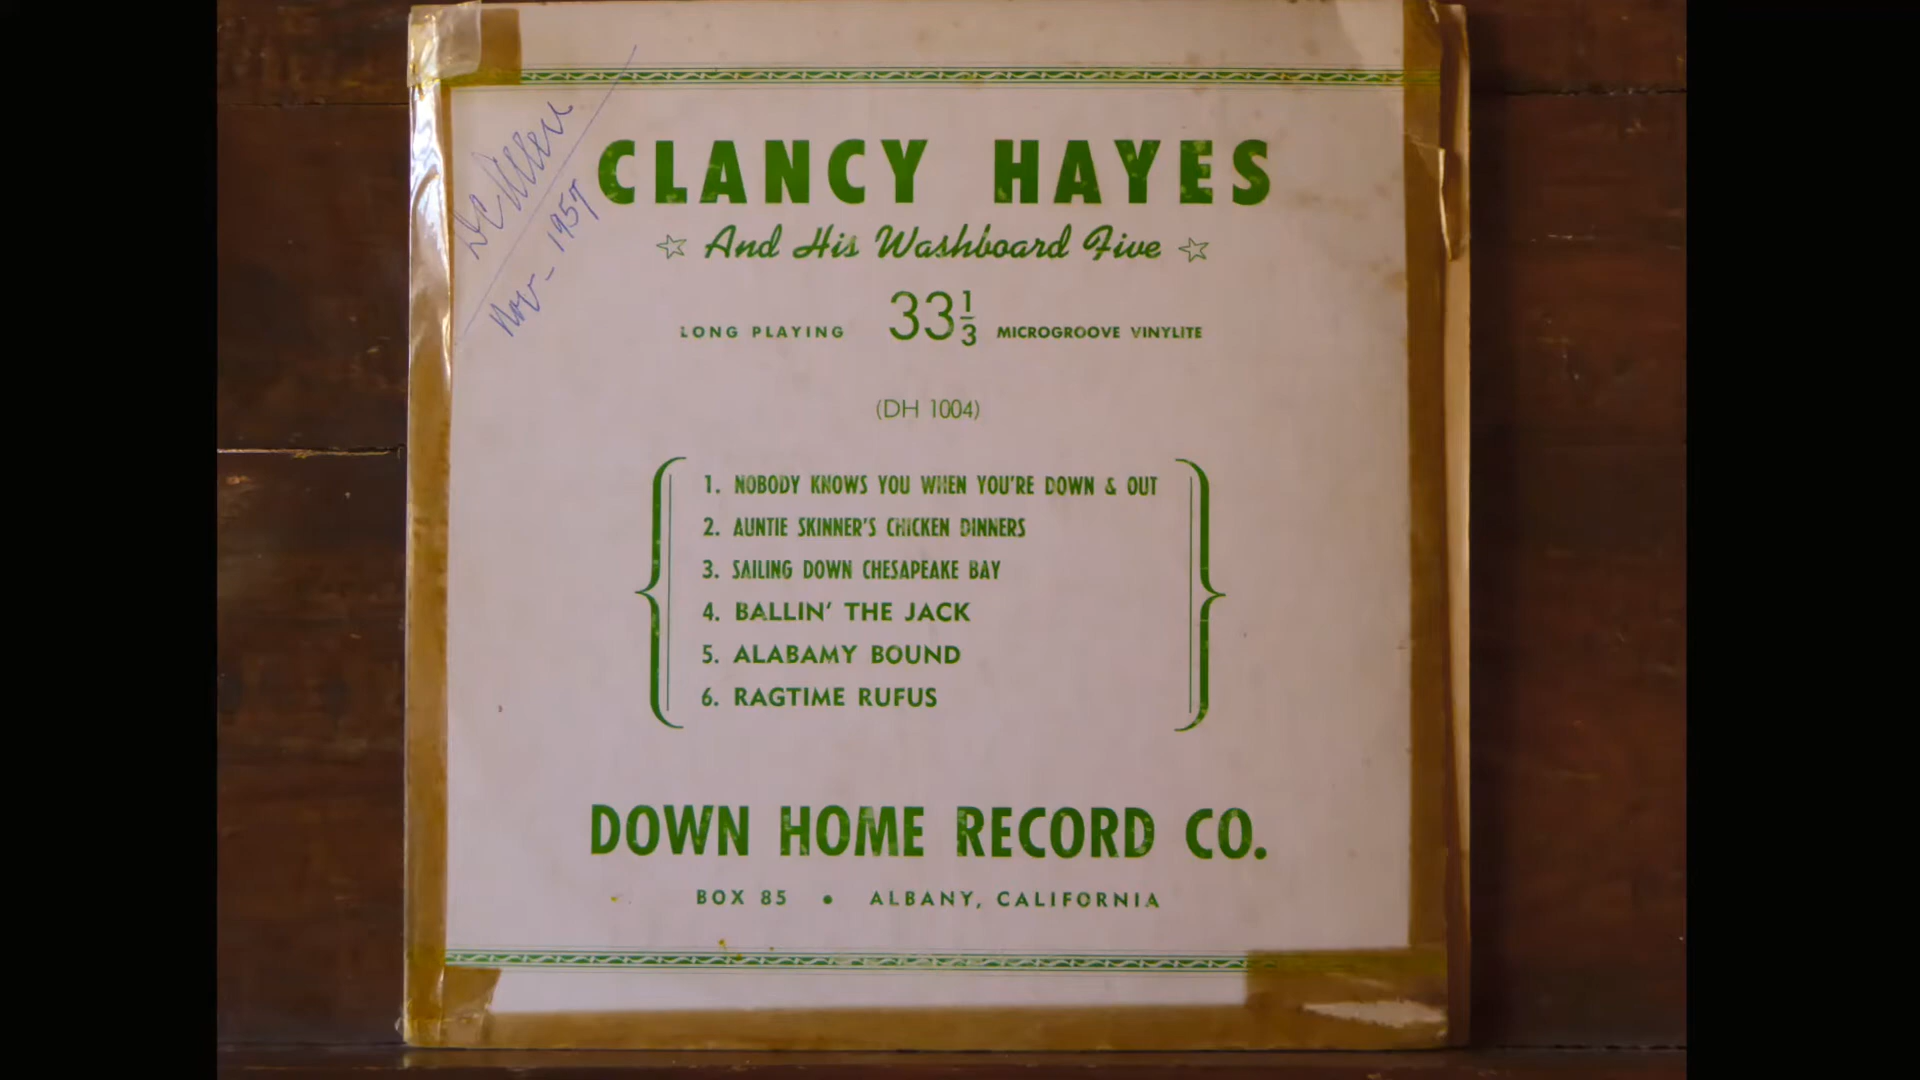 Nov - 1957
CLANCY HAYES
And His Washboard Five
LONG PLAYING 33 1/3 MICROGROOVE VINYLITE
(DH 1004)
1. NOBODY KNOWS YOU WHEN YOU'RE DOWN & OUT
2. AUNTIE SKINNER'S CHICKEN DINNERS
3. SAILING DOWN CHESAPEAKE BAY
4. BALLIN' THE JACK
5. ALABAMY BOUND
6. RAGTIME RUFUS
DOWN HOME RECORD CO.
BOX 85 • ALBANY, CALIFORNIA